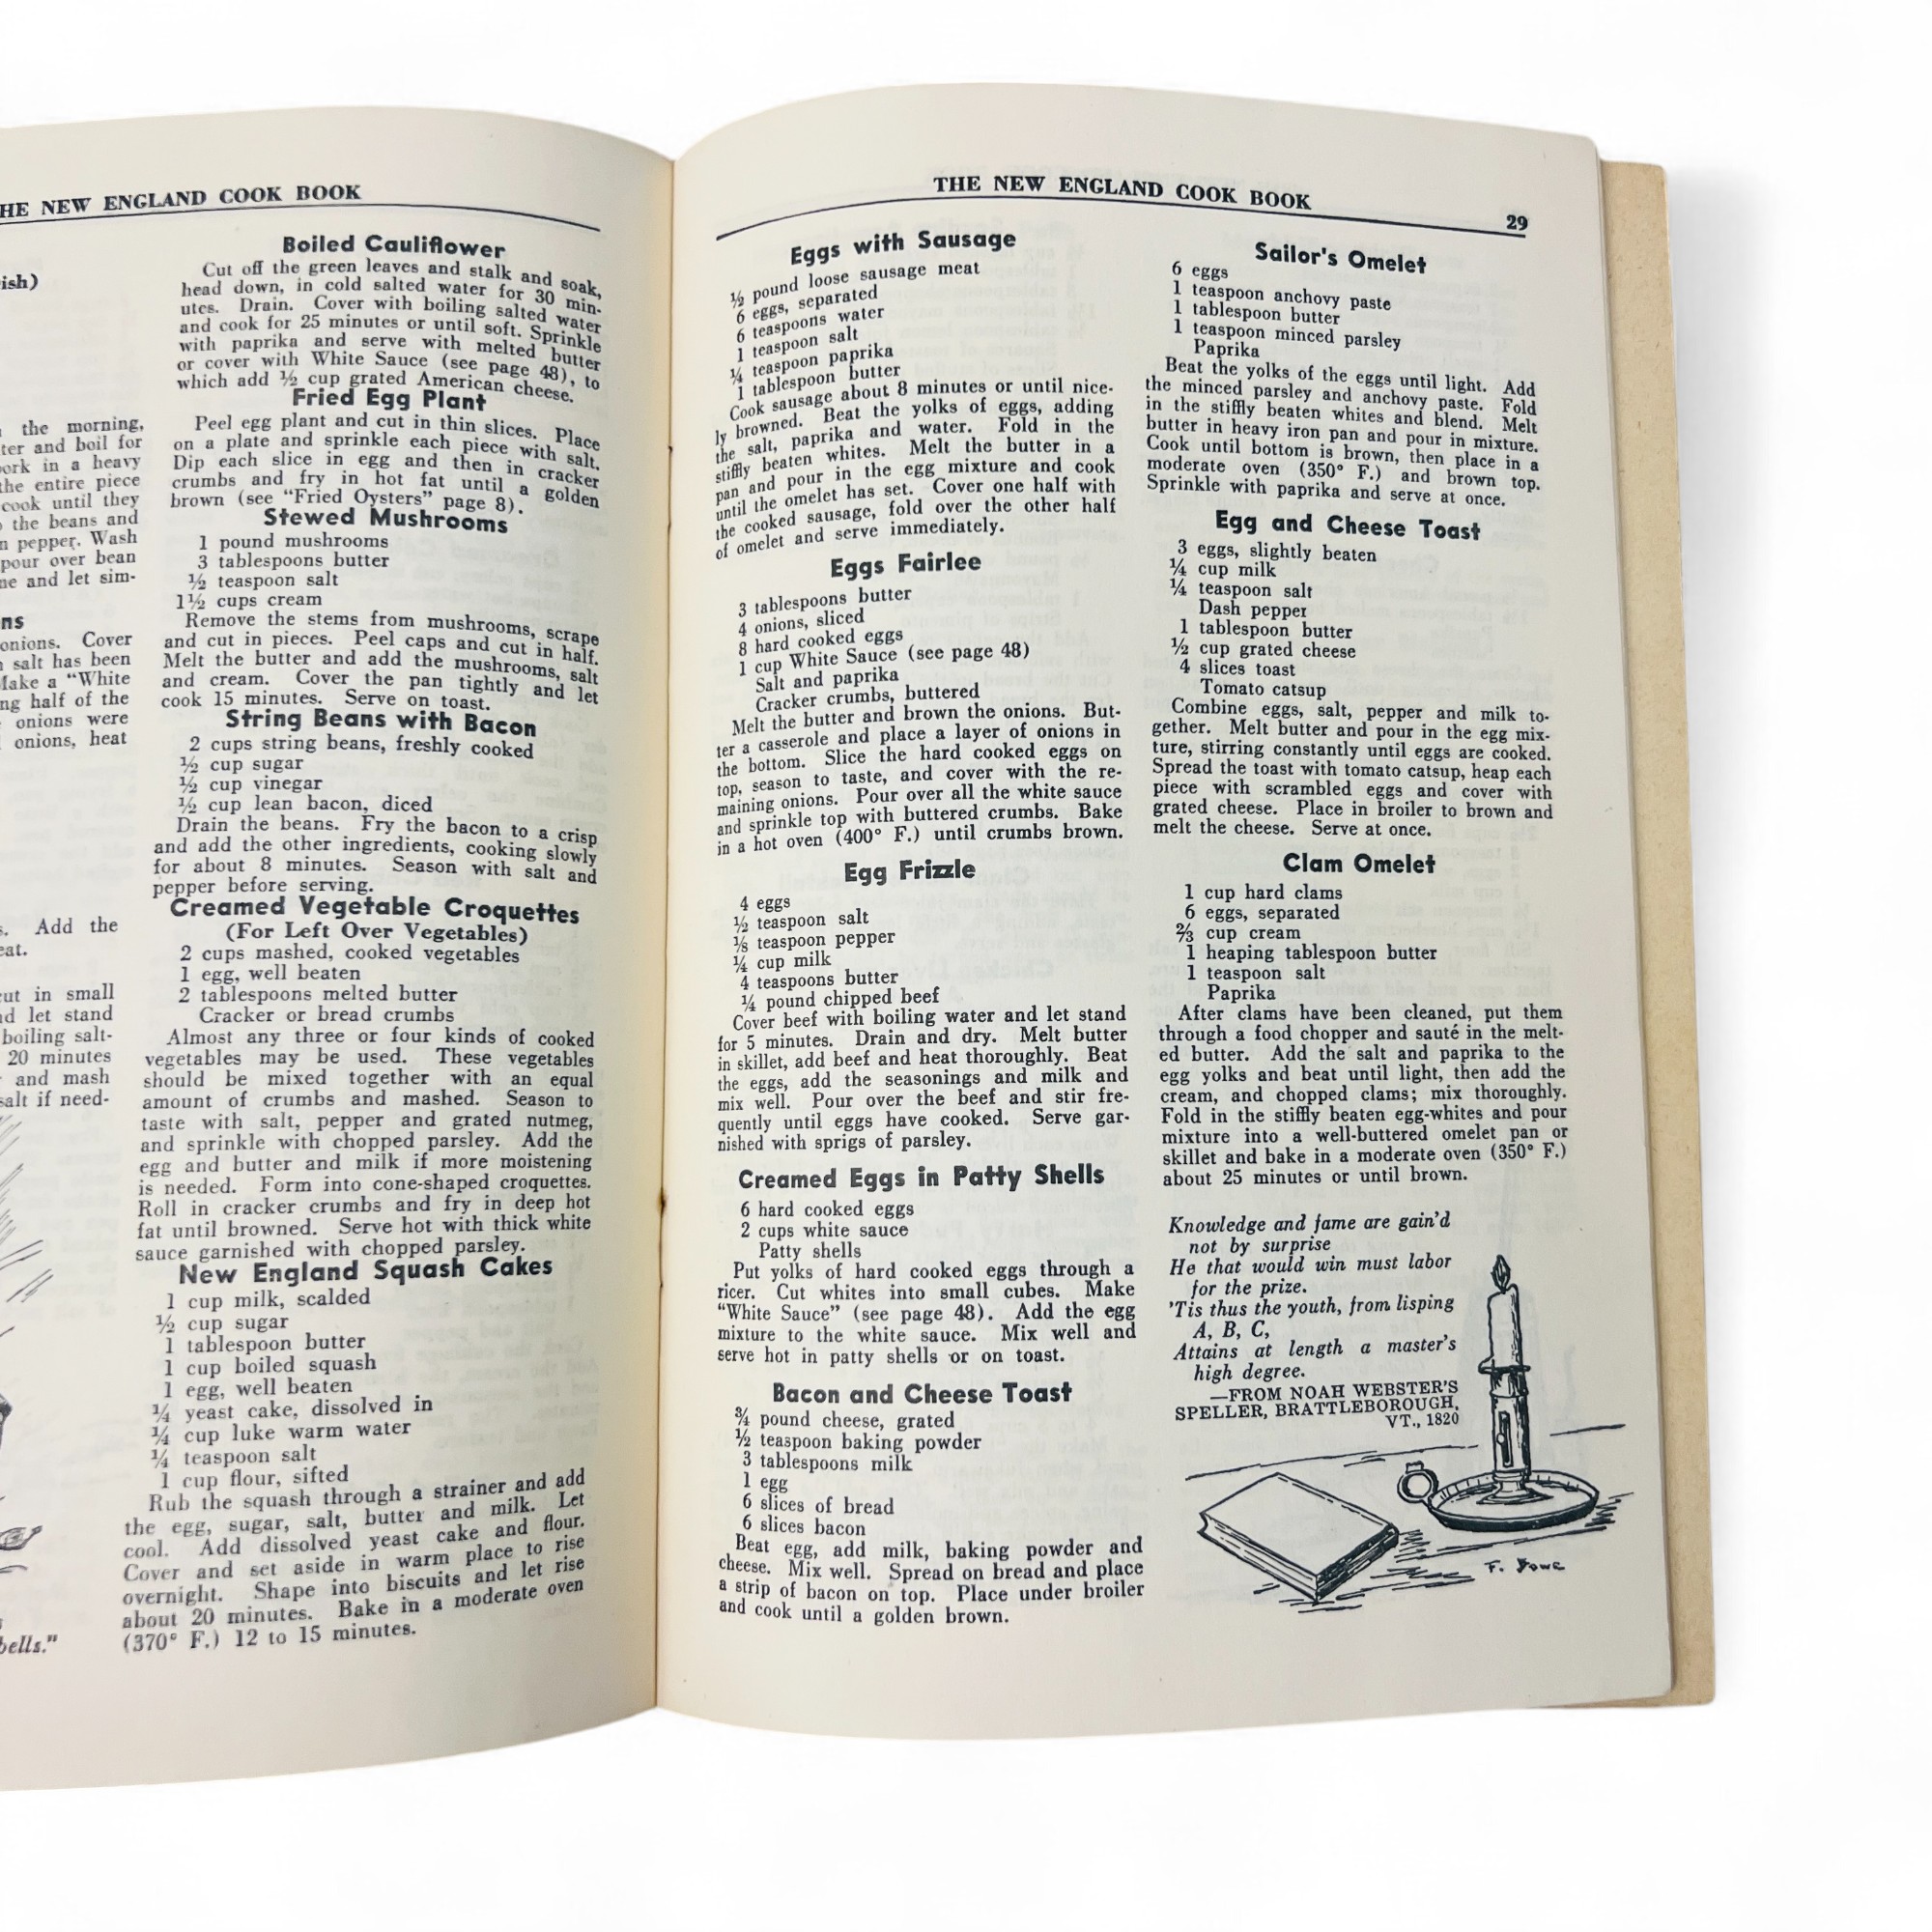 THE NEW ENGLAND COOK BOOK
ish)
the morning,
ter and boil for
ork in a heavy
the entire piece
cook until they
the beans and
n pepper. Wash
pour over bean
ne and let sim-
ns
onions. Cover
salt has been
Make a "White
ng half of the
onions were
onions, heat
s. Add the
eat.
cut in small
nd let stand
boiling salt-
20 minutes
and mash
salt if need-
bells."
Boiled Cauliflower
Cut off the green leaves and stalk and soak,
head down, in cold salted water for 30 min-
utes. Drain. Cover with boiling salted water
and cook for 25 minutes or until soft. Sprinkle
with paprika and serve with melted butter
or cover with White Sauce (see page 48), to
which add ½ cup grated American cheese.
Fried Egg Plant
Peel egg plant and cut in thin slices. Place
on a plate and sprinkle each piece with salt.
Dip each slice in egg and then in cracker
crumbs and fry in hot fat until a golden
brown (see "Fried Oysters" page 8).
Stewed Mushrooms
1 pound mushrooms
3 tablespoons butter
½ teaspoon salt
1½ cups cream
Remove the stems from mushrooms, scrape
and cut in pieces. Peel caps and cut in half.
Melt the butter and add the mushrooms, salt
and cream. Cover the pan tightly and let
cook 15 minutes. Serve on toast.
String Beans with Bacon
2 cups string beans, freshly cooked
½ cup sugar
½ cup vinegar
½ cup lean bacon, diced
Drain the beans. Fry the bacon to a crisp
and add the other ingredients, cooking slowly
for about 8 minutes. Season with salt and
pepper before serving.
Creamed Vegetable Croquettes
(For Left Over Vegetables)
2 cups mashed, cooked vegetables
1 egg, well beaten
2 tablespoons melted butter
Cracker or bread crumbs
Almost any three or four kinds of cooked
vegetables may be used. These vegetables
should be mixed together with an equal
amount of crumbs and mashed. Season to
taste with salt, pepper and grated nutmeg,
and sprinkle with chopped parsley. Add the
egg and butter and milk if more moistening
is needed. Form into cone-shaped croquettes.
Roll in cracker crumbs and fry in deep hot
fat until browned. Serve hot with thick white
sauce garnished with chopped parsley.
New England Squash Cakes
1 cup milk, scalded
½ cup sugar
1 tablespoon butter
1 cup boiled squash
1 egg, well beaten
¼ yeast cake, dissolved in
¼ cup luke warm water
¼ teaspoon salt
1 cup flour, sifted
Rub the squash through a strainer and add
the egg, sugar, salt, butter and milk. Let
cool. Add dissolved yeast cake and flour.
Cover and set aside in warm place to rise
overnight. Shape into biscuits and let rise
about 20 minutes. Bake in a moderate oven
(370° F.) 12 to 15 minutes.
THE NEW ENGLAND COOK BOOK
29
Eggs with Sausage
½ pound loose sausage meat
6 eggs, separated
6 teaspoons water
1 teaspoon salt
¼ teaspoon paprika
1 tablespoon butter
Cook sausage about 8 minutes or until nice-
ly browned. Beat the yolks of eggs, adding
the salt, paprika and water. Fold in the
stiffly beaten whites. Melt the butter in a
pan and pour in the egg mixture and cook
until the omelet has set. Cover one half with
the cooked sausage, fold over the other half
of omelet and serve immediately.
Eggs Fairlee
3 tablespoons butter
4 onions, sliced
8 hard cooked eggs
1 cup White Sauce (see page 48)
Salt and paprika
Cracker crumbs, buttered
Melt the butter and brown the onions. But-
ter a casserole and place a layer of onions in
the bottom. Slice the hard cooked eggs on
top, season to taste, and cover with the re-
maining onions. Pour over all the white sauce
and sprinkle top with buttered crumbs. Bake
in a hot oven (400° F.) until crumbs brown.
Egg Frizzle
4 eggs
½ teaspoon salt
⅛ teaspoon pepper
¼ cup milk
4 teaspoons butter
¼ pound chipped beef
Cover beef with boiling water and let stand
for 5 minutes. Drain and dry. Melt butter
in skillet, add beef and heat thoroughly. Beat
the eggs, add the seasonings and milk and
mix well. Pour over the beef and stir fre-
quently until eggs have cooked. Serve gar-
nished with sprigs of parsley.
Creamed Eggs in Patty Shells
6 hard cooked eggs
2 cups white sauce
Patty shells
Put yolks of hard cooked eggs through a
ricer. Cut whites into small cubes. Make
"White Sauce" (see page 48). Add the egg
mixture to the white sauce. Mix well and
serve hot in patty shells or on toast.
Bacon and Cheese Toast
¾ pound cheese, grated
½ teaspoon baking powder
3 tablespoons milk
1 egg
6 slices of bread
6 slices bacon
Beat egg, add milk, baking powder and
cheese. Mix well. Spread on bread and place
a strip of bacon on top. Place under broiler
and cook until a golden brown.
Sailor's Omelet
6 eggs
1 teaspoon anchovy paste
1 tablespoon butter
1 teaspoon minced parsley
Paprika
Beat the yolks of the eggs until light. Add
the minced parsley and anchovy paste. Fold
in the stiffly beaten whites and blend. Melt
butter in heavy iron pan and pour in mixture.
Cook until bottom is brown, then place in a
moderate oven (350° F.) and brown top.
Sprinkle with paprika and serve at once.
Egg and Cheese Toast
3 eggs, slightly beaten
¼ cup milk
¼ teaspoon salt
Dash pepper
1 tablespoon butter
½ cup grated cheese
4 slices toast
Tomato catsup
Combine eggs, salt, pepper and milk to-
gether. Melt butter and pour in the egg mix-
ture, stirring constantly until eggs are cooked.
Spread the toast with tomato catsup, heap each
piece with scrambled eggs and cover with
grated cheese. Place in broiler to brown and
melt the cheese. Serve at once.
Clam Omelet
1 cup hard clams
6 eggs, separated
⅔ cup cream
1 heaping tablespoon butter
1 teaspoon salt
Paprika
After clams have been cleaned, put them
through a food chopper and sauté in the melt-
ed butter. Add the salt and paprika to the
egg yolks and beat until light, then add the
cream, and chopped clams; mix thoroughly.
Fold in the stiffly beaten egg-whites and pour
mixture into a well-buttered omelet pan or
skillet and bake in a moderate oven (350° F.)
about 25 minutes or until brown.
Knowledge and fame are gain'd
not by surprise
He that would win must labor
for the prize.
'Tis thus the youth, from lisping
A, B, C,
Attains at length a master's
high degree.
—FROM NOAH WEBSTER'S
SPELLER, BRATTLEBORO​UGH,
VT., 1820
F. Bowe